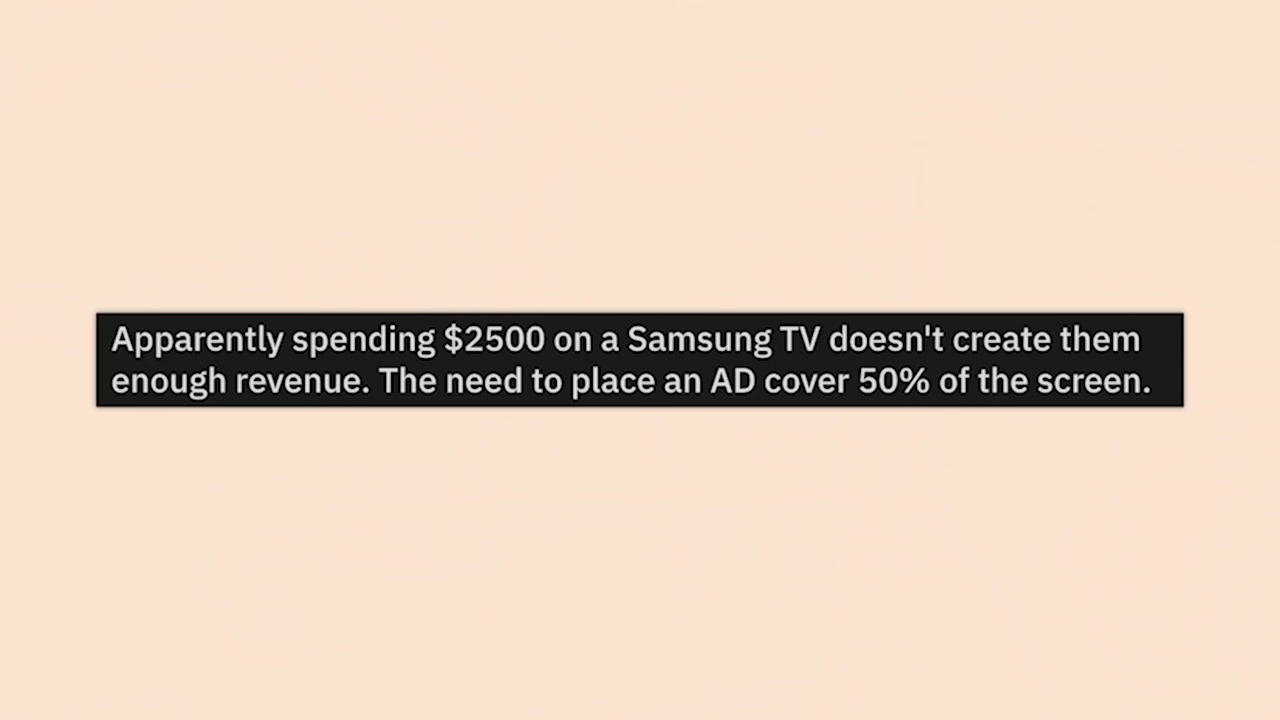 Apparently spending $2500 on a Samsung TV doesn't create them
enough revenue. The need to place an AD cover 50% of the screen.